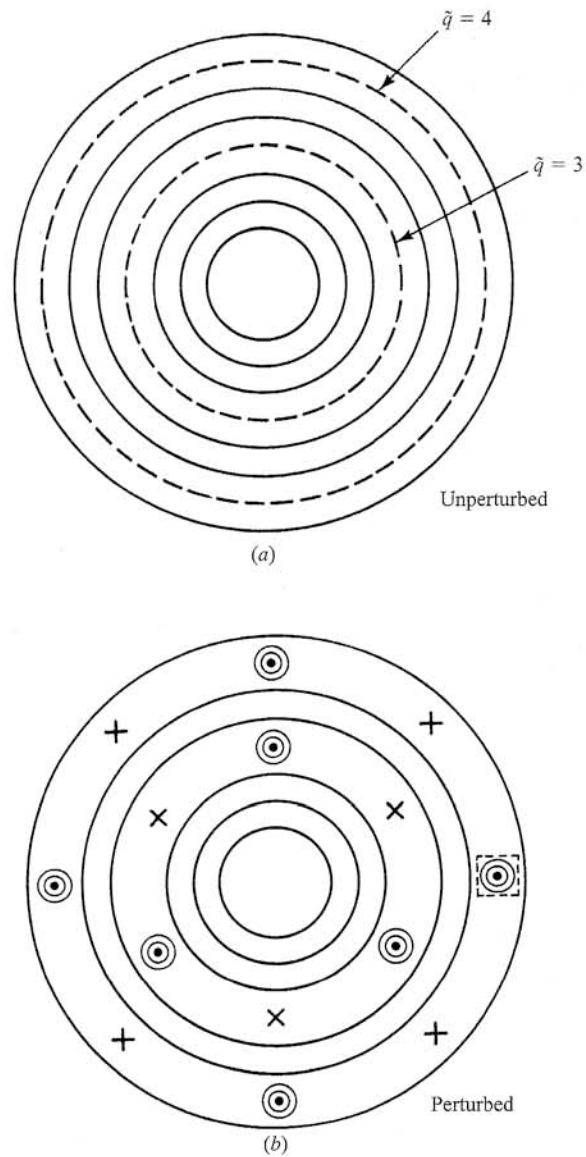 q̃ = 4
q̃ = 3
Unperturbed
(a)
Perturbed
(b)